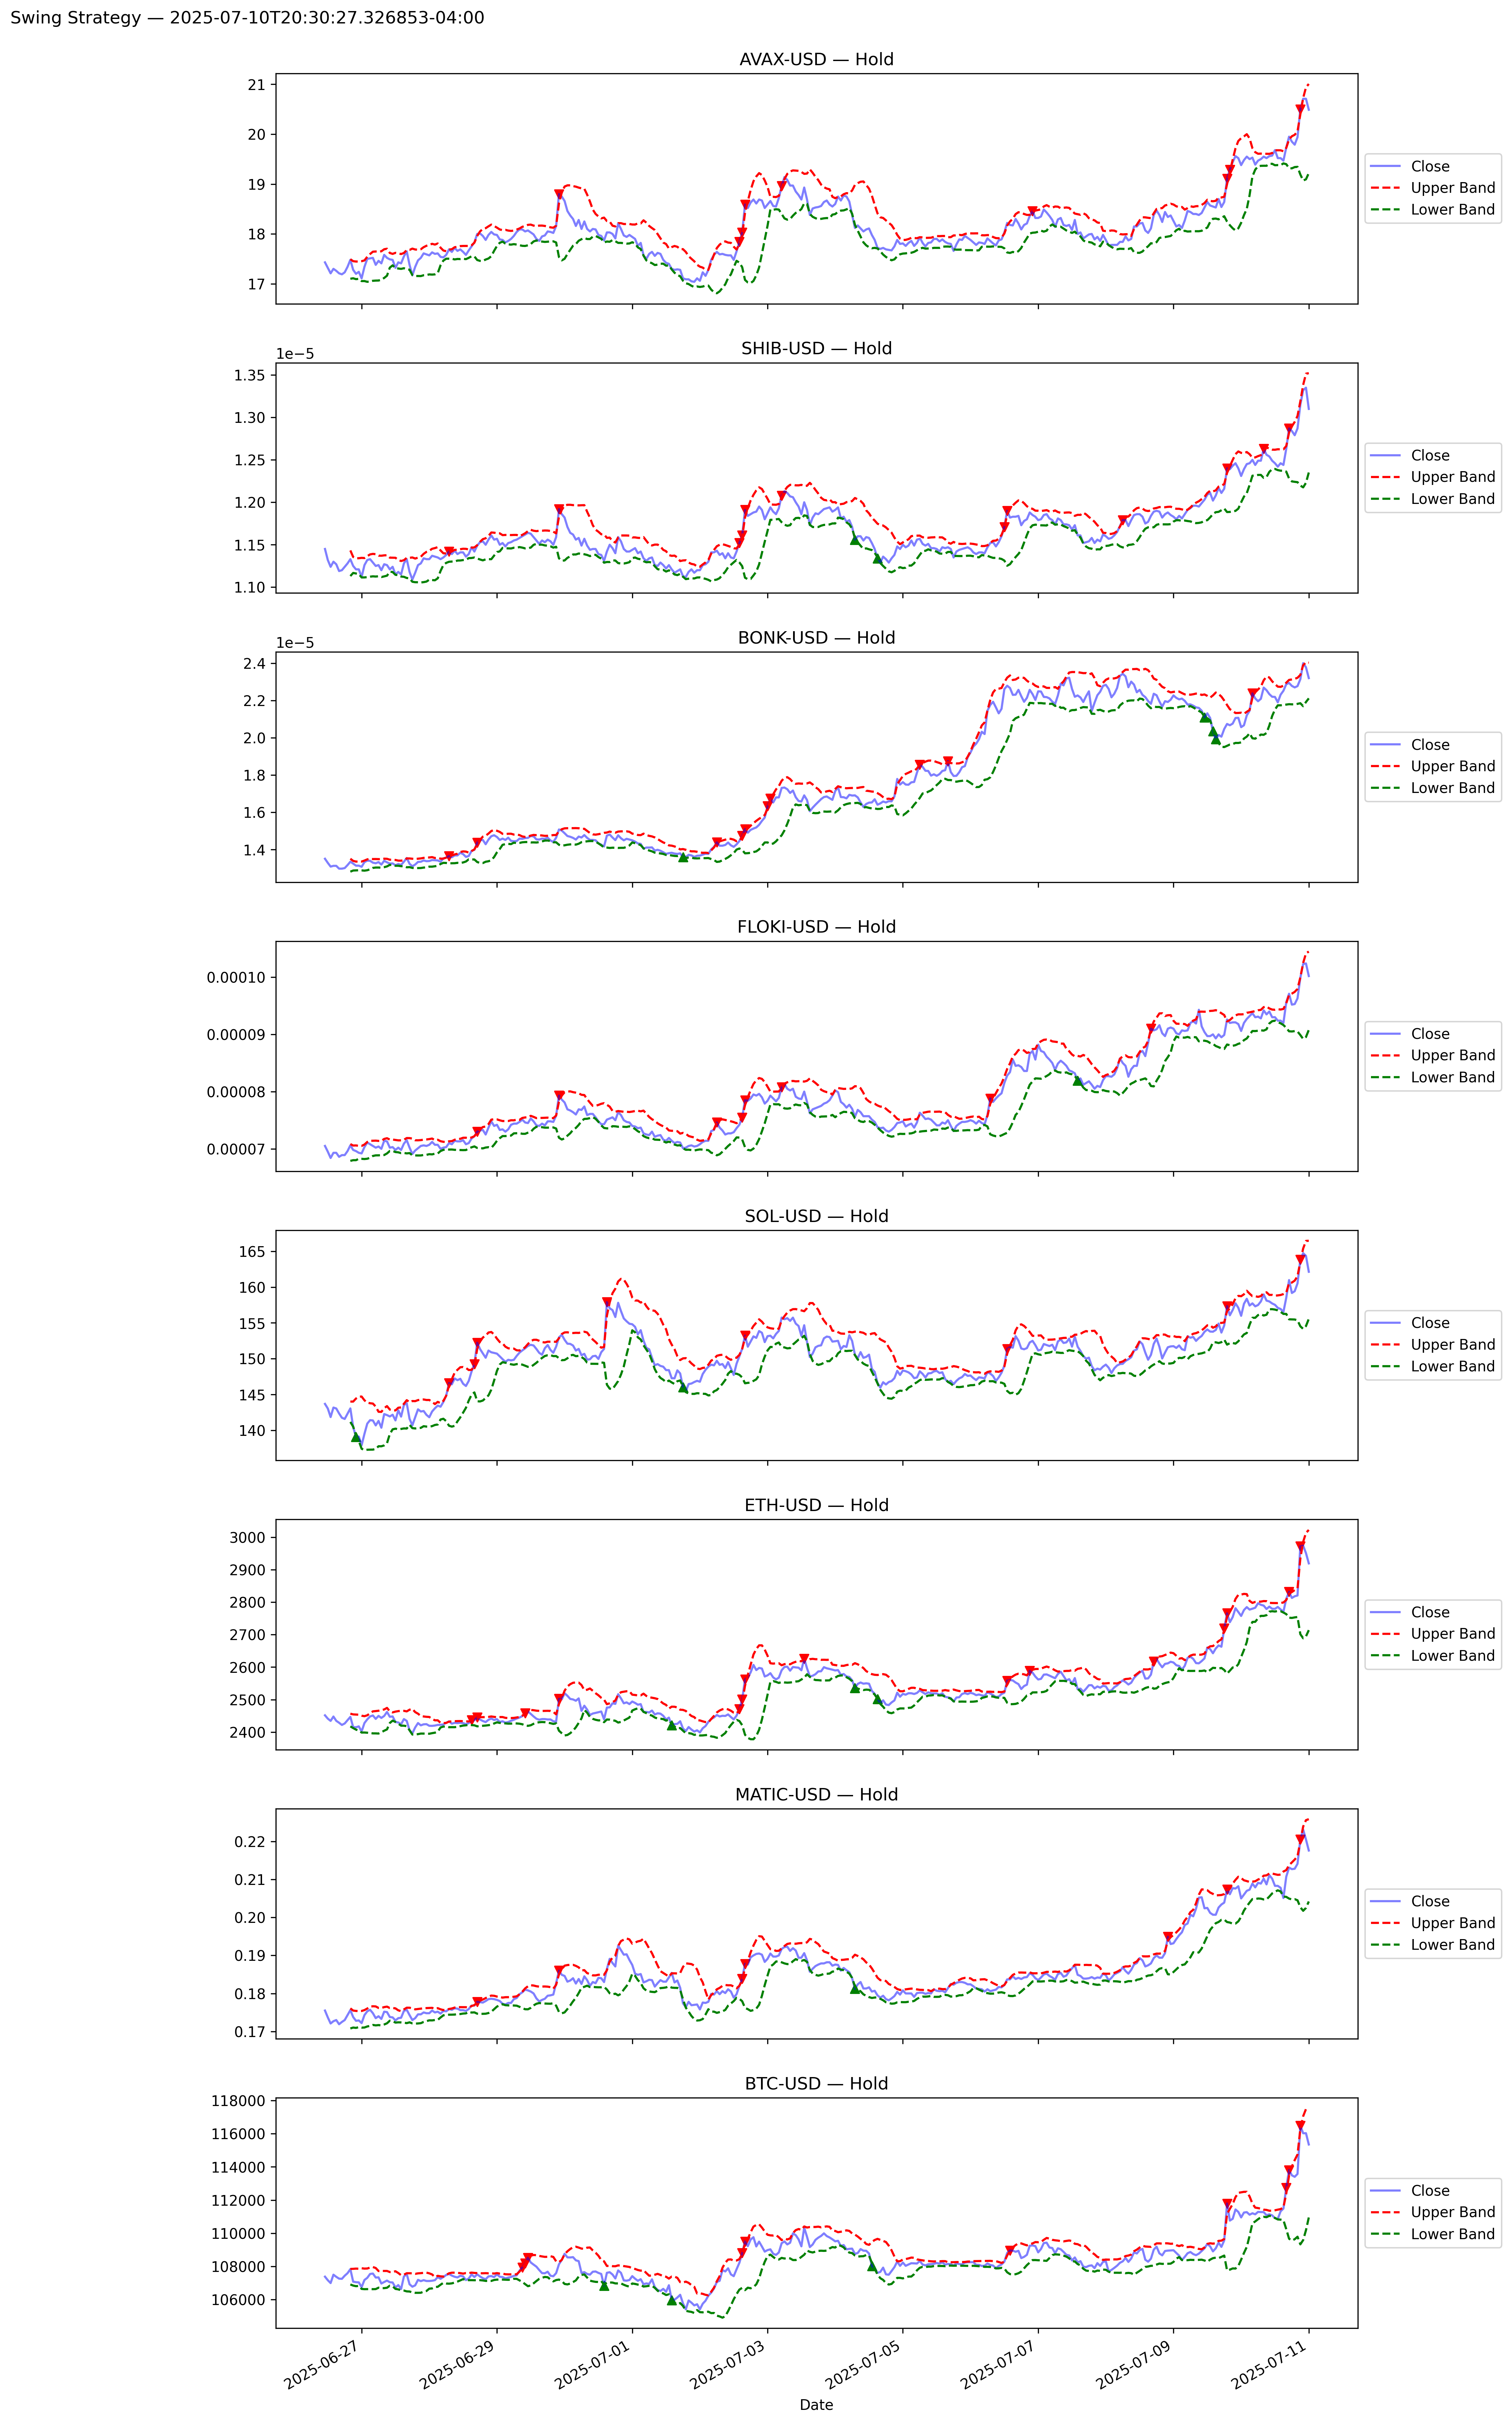 Swing Strategy — 2025-07-10T20:30:27.326853-04:00
AVAX-USD — Hold
21
20
19
18
17
Close
Upper Band
Lower Band
SHIB-USD — Hold
1e−5
1.35
1.30
1.25
1.20
1.15
1.10
Close
Upper Band
Lower Band
BONK-USD — Hold
1e−5
2.4
2.2
2.0
1.8
1.6
1.4
Close
Upper Band
Lower Band
FLOKI-USD — Hold
0.00010
0.00009
0.00008
0.00007
Close
Upper Band
Lower Band
SOL-USD — Hold
165
160
155
150
145
140
Close
Upper Band
Lower Band
ETH-USD — Hold
3000
2900
2800
2700
2600
2500
2400
Close
Upper Band
Lower Band
MATIC-USD — Hold
0.22
0.21
0.20
0.19
0.18
0.17
Close
Upper Band
Lower Band
BTC-USD — Hold
118000
116000
114000
112000
110000
108000
106000
Close
Upper Band
Lower Band
2025-06-27
2025-06-29
2025-07-01
2025-07-03
2025-07-05
2025-07-07
2025-07-09
2025-07-11
Date